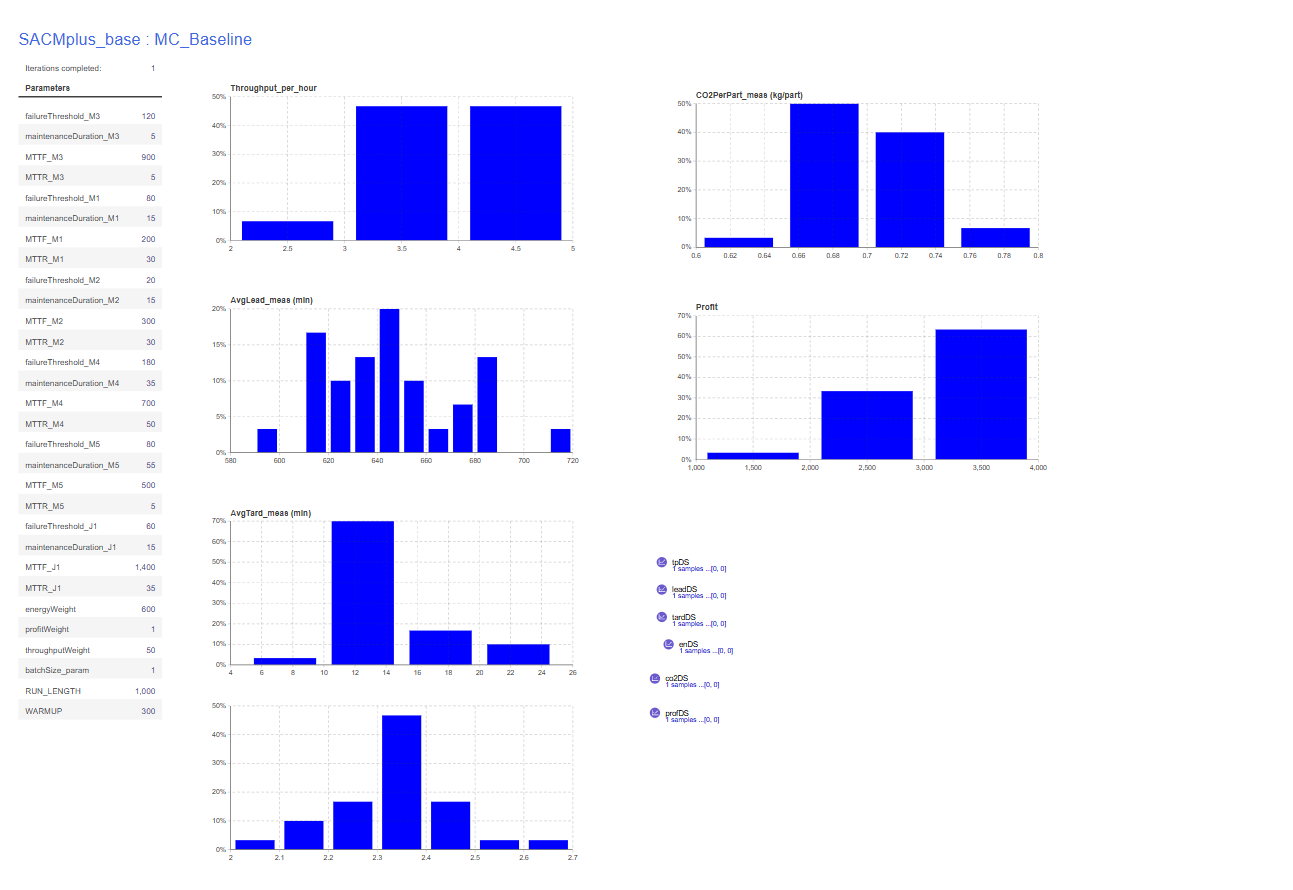 SACMplus_base : MC_Baseline
Iterations completed: 1
Parameters
failureThreshold_M3 120
maintenanceDuration_M3 5
MTTF_M3 900
MTTR_M3 5
failureThreshold_M1 80
maintenanceDuration_M1 15
MTTF_M1 200
MTTR_M1 30
failureThreshold_M2 20
maintenanceDuration_M2 15
MTTF_M2 300
MTTR_M2 30
failureThreshold_M4 180
maintenanceDuration_M4 35
MTTF_M4 700
MTTR_M4 50
failureThreshold_M5 80
maintenanceDuration_M5 55
MTTF_M5 500
MTTR_M5 5
failureThreshold_J1 60
maintenanceDuration_J1 15
MTTF_J1 1,400
MTTR_J1 35
energyWeight 600
profitWeight 1
throughputWeight 50
batchSize_param 1
RUN_LENGTH 1,000
WARMUP 300
Throughput_per_hour
50%
40%
30%
20%
10%
0%
2 2.5 3 3.5 4 4.5 5
CO2PerPart_meas (kg/part)
50%
40%
30%
20%
10%
0%
0.6 0.62 0.64 0.66 0.68 0.7 0.72 0.74 0.76 0.78 0.8
AvgLead_meas (min)
20%
15%
10%
5%
0%
580 600 620 640 660 680 700 720
Profit
70%
60%
50%
40%
30%
20%
10%
0%
1,000 1,500 2,000 2,500 3,000 3,500 4,000
AvgTard_meas (min)
70%
60%
50%
40%
30%
20%
10%
0%
4 6 8 10 12 14 16 18 20 22 24 26
tpDS
1 samples ...[0, 0]
leadDS
1 samples ...[0, 0]
tardDS
1 samples ...[0, 0]
enDS
1 samples ...[0, 0]
co2DS
1 samples ...[0, 0]
profDS
1 samples ...[0, 0]
50%
40%
30%
20%
10%
0%
2 2.1 2.2 2.3 2.4 2.5 2.6 2.7